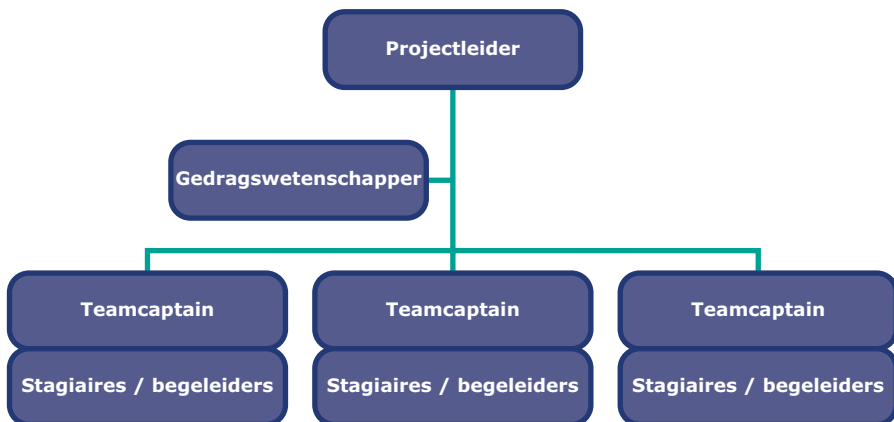 Projectleider
Gedragswetenschapper
Teamcaptain
Teamcaptain
Teamcaptain
Stagiaires / begeleiders
Stagiaires / begeleiders
Stagiaires / begeleiders